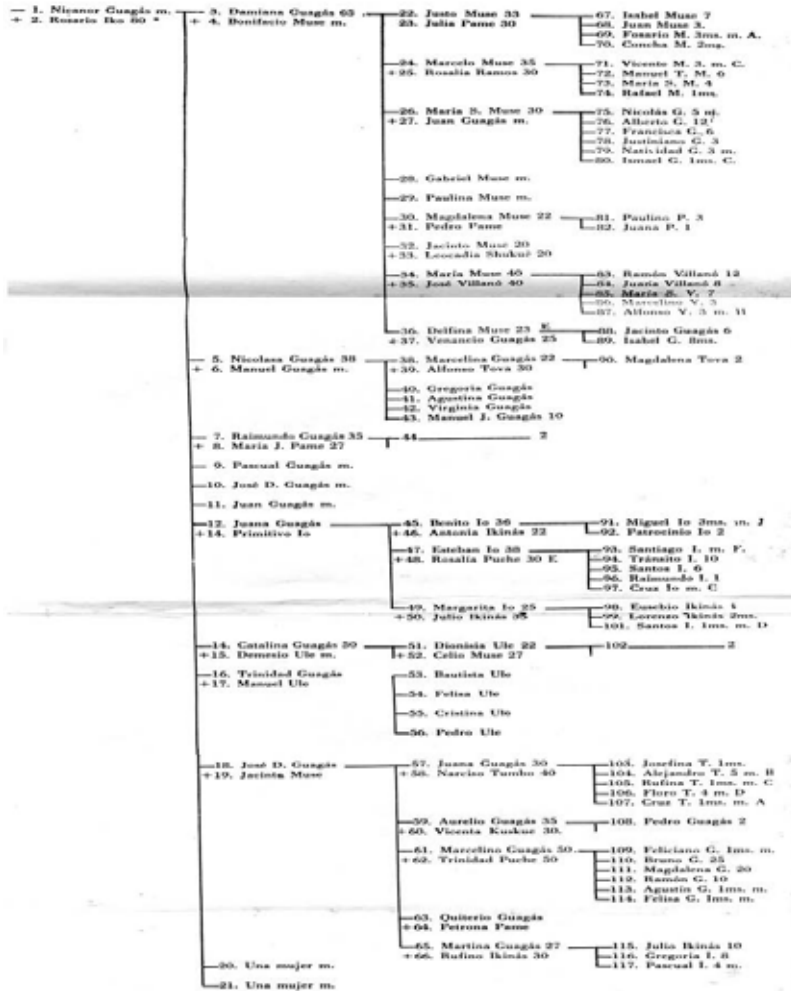 1. Nicanor Guagás m.
+ 2. Rosario Iko 80 *
3. Damiana Guagás 65
+ 4. Bonifacio Muse m.
22. Justo Muse 33
23. Julia Pame 30
67. Isabel Muse 7
68. Juan Muse 3.
69. Fosario M. 3ms. m. A.
70. Concha M. 2mg.
24. Marcelo Muse 35
+ 25. Rosalia Ramos 30
71. Vicente M. 3. m. C.
72. Manuel T. M. 6
73. María S. M. 4
74. Rafael M. 1ms.
26. María S. Muse 30
+ 27. Juan Guagás m.
75. Nicolás G. 5 m.
76. Alberto G. 12
77. Francisca G. 6
78. Justiniano G. 3
79. Natividad G. 3 m.
80. Ismael G. 1ms. C.
28. Gabriel Muse m.
29. Paulina Muse m.
30. Magdalena Muse 22
+ 31. Pedro Pame
81. Paulino P. 3
82. Juana P. 1
32. Jacinto Muse 20
+ 33. Leocadia Shukué 20
34. María Muse 40
+ 35. José Villanó 40
83. Ramón Villanó 12
84. Juana Villanó 8
85. María S. V. 7
86. Marcelino V. 3
87. Alfonso V. 3 m. H
36. Delfina Muse 23 E
+ 37. Venancio Guagás 25
88. Jacinto Guagás 6
89. Isabel G. 8ms.
5. Nicolasa Guagás 38
+ 6. Manuel Guagás m.
38. Marcelina Guagás 22
+ 39. Alfonso Tova 30
90. Magdalena Tova 2
40. Gregoria Guagás
41. Agustina Guagás
42. Virginia Guagás
43. Manuel J. Guagás 10
7. Raimundo Guagás 35
+ 8. María J. Pame 27
44. 2
9. Pascual Guagás m.
10. José D. Guagás m.
11. Juan Guagás m.
12. Juana Guagás
+ 14. Primitivo Io
45. Benito Io 36
+ 46. Antonia Ikinás 22
91. Miguel Io 3ms. m. J
92. Patrocinio Io 2
47. Esteban Io 38
+ 48. Rosalía Puche 30 E
93. Santiago I. m. F.
94. Tránsito I. 10
95. Santos I. 6
96. Raimundo I. 1
97. Cruz Io m. C
49. Margarita Io 25
+ 50. Julio Ikinás 35
98. Eusebio Ikinás
99. Lorenzo Ikinás 2ms.
101. Santos I. 1ms. m. D
14. Catalina Guagás 50
+ 15. Demesio Ule m.
51. Dionisia Ule 22
+ 52. Celio Muse 27
102. 2
16. Trinidad Guagás
+ 17. Manuel Ule
53. Bautista Ule
54. Felisa Ule
55. Cristina Ule
56. Pedro Ule
18. José D. Guagás
+ 19. Jacinta Muse
57. Juana Guagás 30
+ 58. Narciso Tumbo 40
103. Josefina T. 1ms.
104. Alejandro T. 5 m. B
105. Rufina T. 1ms. m. C
106. Floro T. 4 m. D
107. Cruz T. 1ms. m. A
59. Aurelio Guagás 35
+ 60. Vicenta Kuskue 30.
108. Pedro Guagás 2
61. Marcelino Guagás 50
+ 62. Trinidad Puche 50
109. Feliciano G. 1ms. m.
110. Bruno G. 25
111. Magdalena G. 20
112. Ramón G. 10
113. Agustín G. 1ms. m.
114. Felisa G. 1ms. m.
63. Quiterio Guagás
+ 64. Petrona Pame
65. Martina Guagás 27
+ 66. Rufino Ikinás 30
115. Julio Ikinás 10
116. Gregoria I. 8
117. Pascual I. 4 m.
20. Una mujer m.
21. Una mujer m.